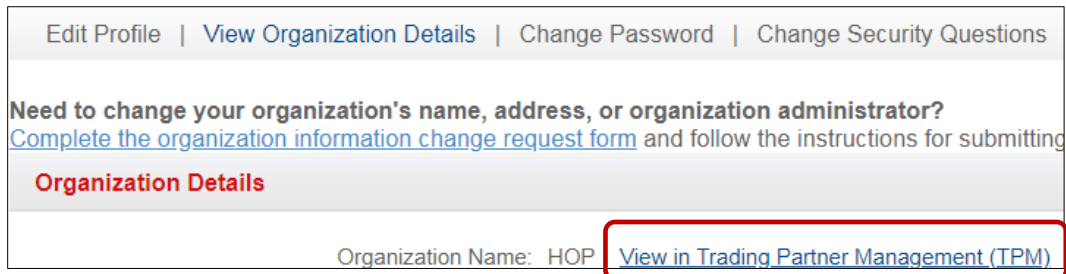 Edit Profile | View Organization Details | Change Password | Change Security Questions
Need to change your organization's name, address, or organization administrator?
Complete the organization information change request form and follow the instructions for submitting
Organization Details
Organization Name: HOP View in Trading Partner Management (TPM)